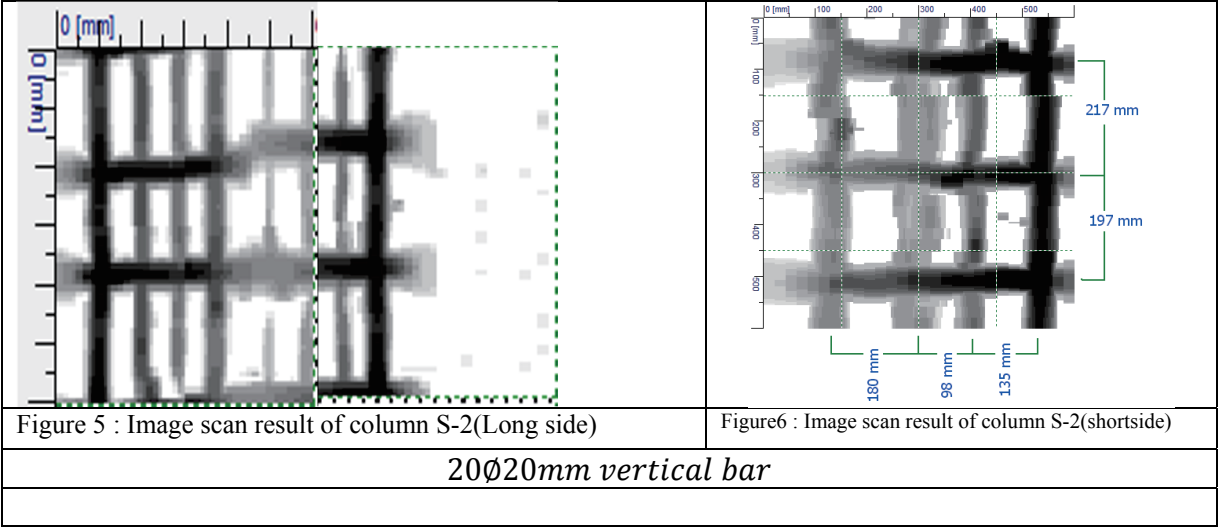 0 [mm]
0 [mm]
0 [mm] 100 200 300 400 500
0 [mm]
100
200
300
400
500
217 mm
197 mm
180 mm
98 mm
135 mm
Figure 5 : Image scan result of column S-2(Long side)
Figure6 : Image scan result of column S-2(shortside)
20Ø20mm vertical bar